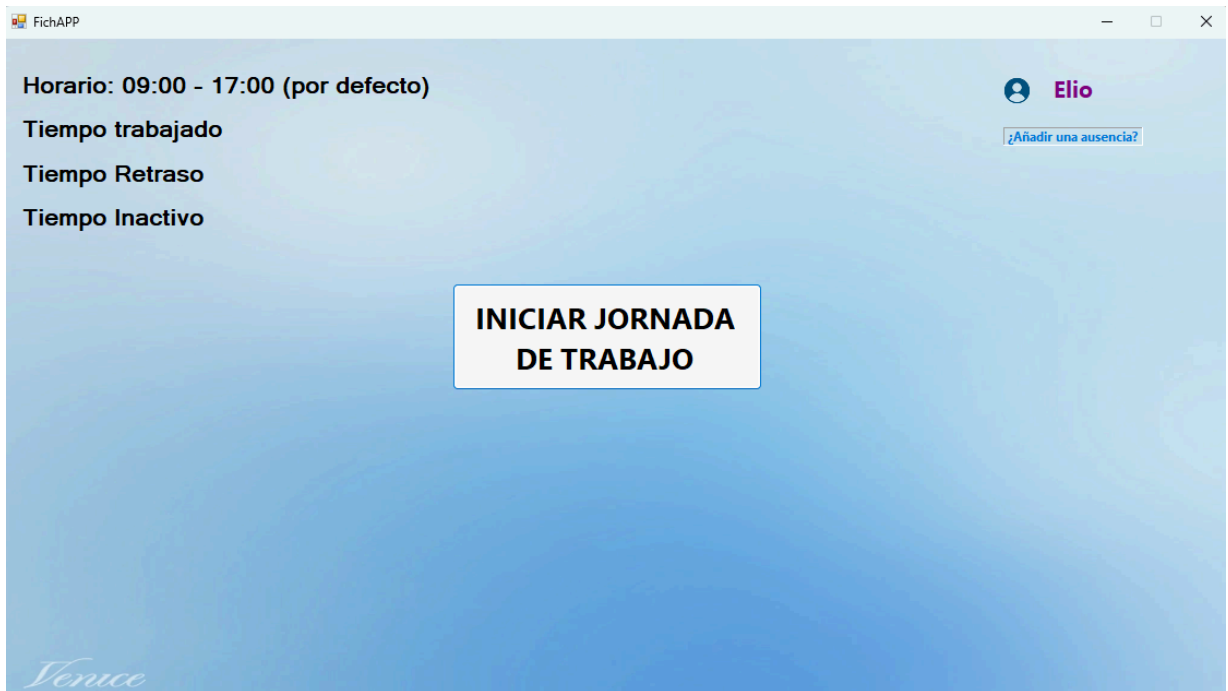 FichAPP
Horario: 09:00 - 17:00 (por defecto)
Elio
Tiempo trabajado
¿Añadir una ausencia?
Tiempo Retraso
Tiempo Inactivo
INICIAR JORNADA
DE TRABAJO
Venice